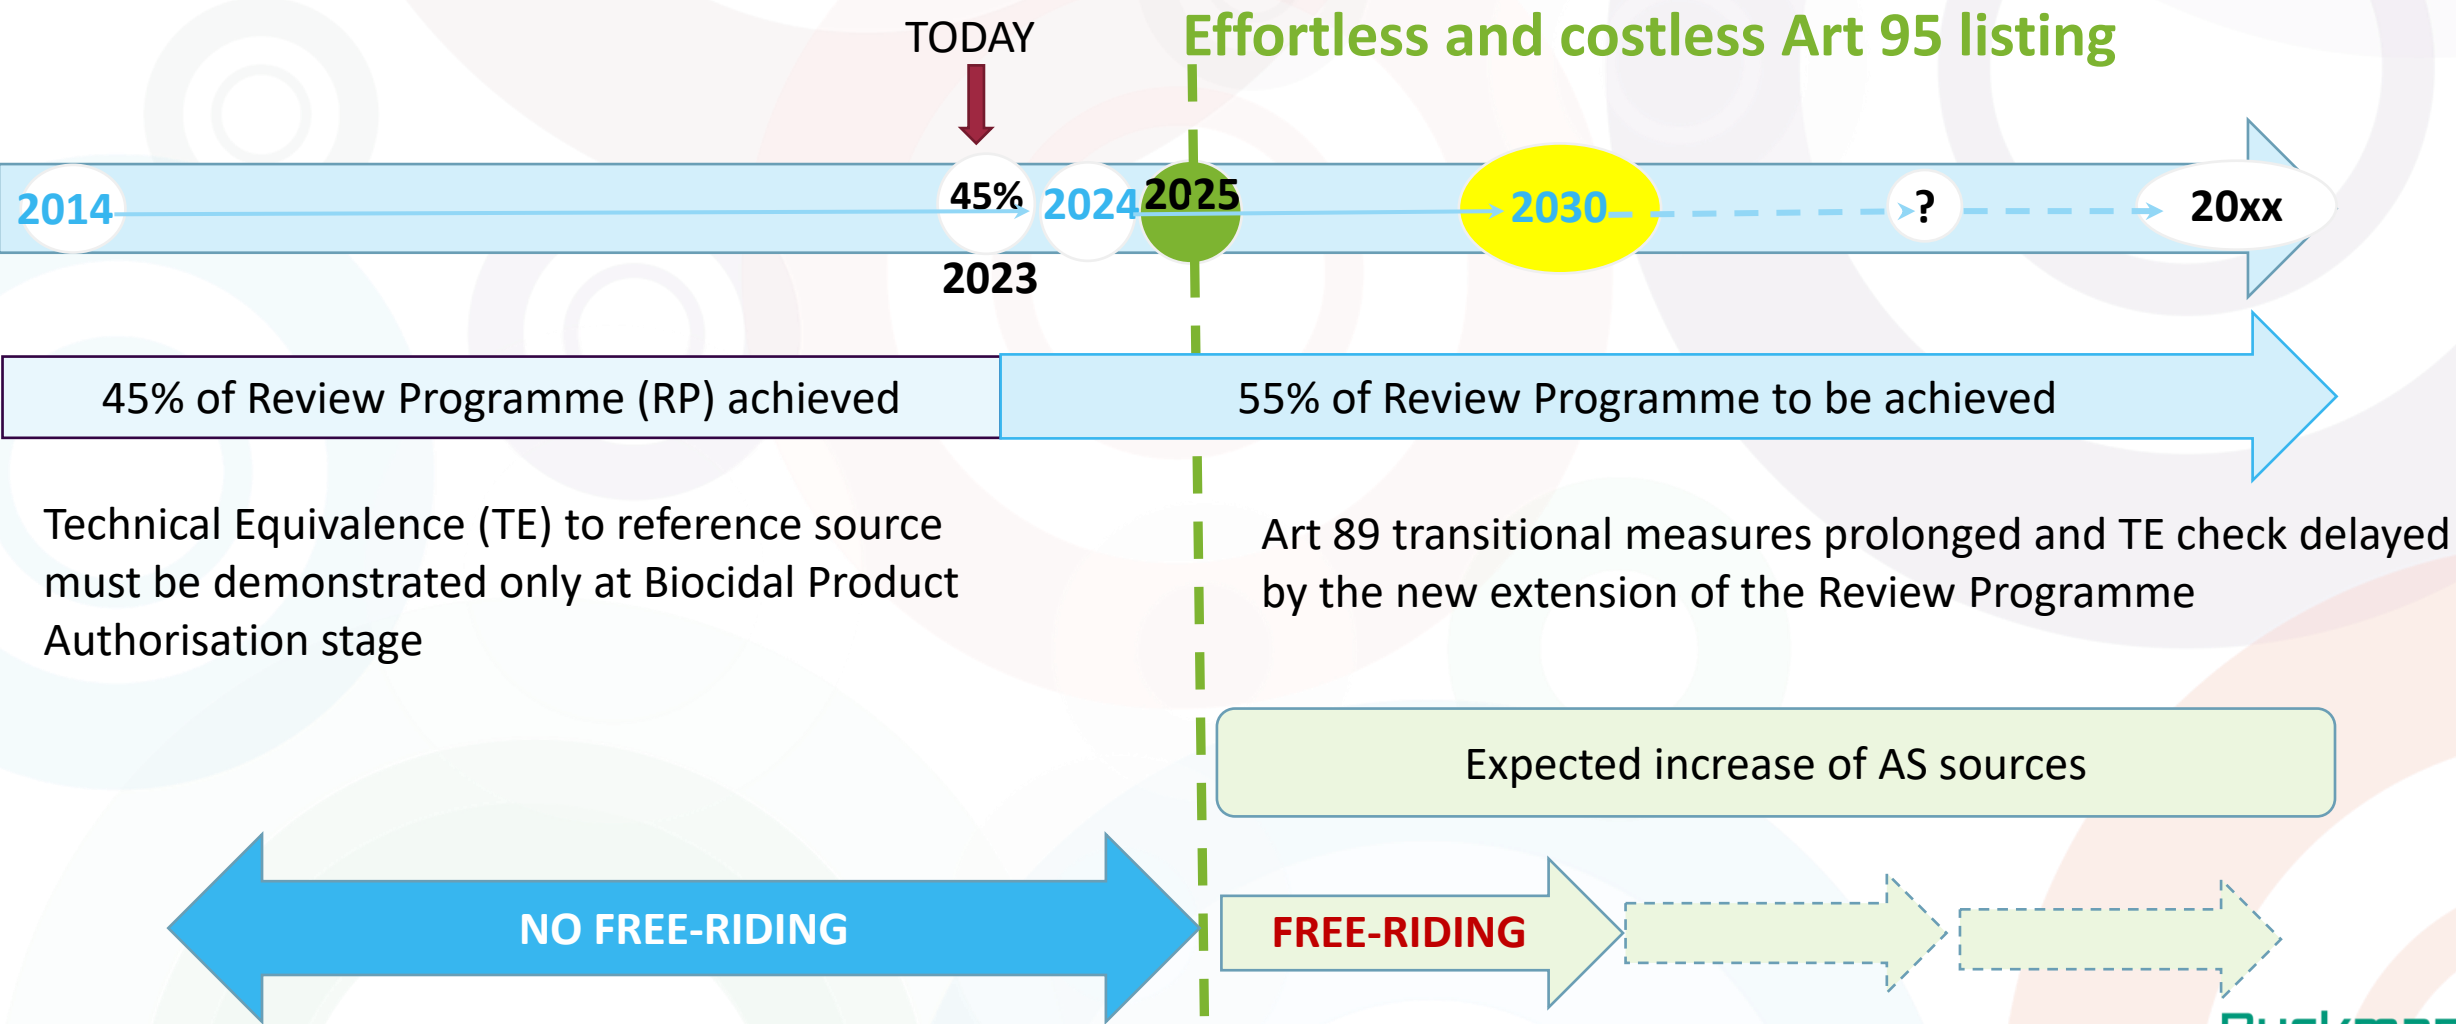 TODAY
Effortless and costless Art 95 listing
2014
45%
2024
2025
2030
?
20xx
2023
45% of Review Programme (RP) achieved
55% of Review Programme to be achieved
Technical Equivalence (TE) to reference source
must be demonstrated only at Biocidal Product
Authorisation stage
Art 89 transitional measures prolonged and TE check delayed
by the new extension of the Review Programme
Expected increase of AS sources
NO FREE-RIDING
FREE-RIDING